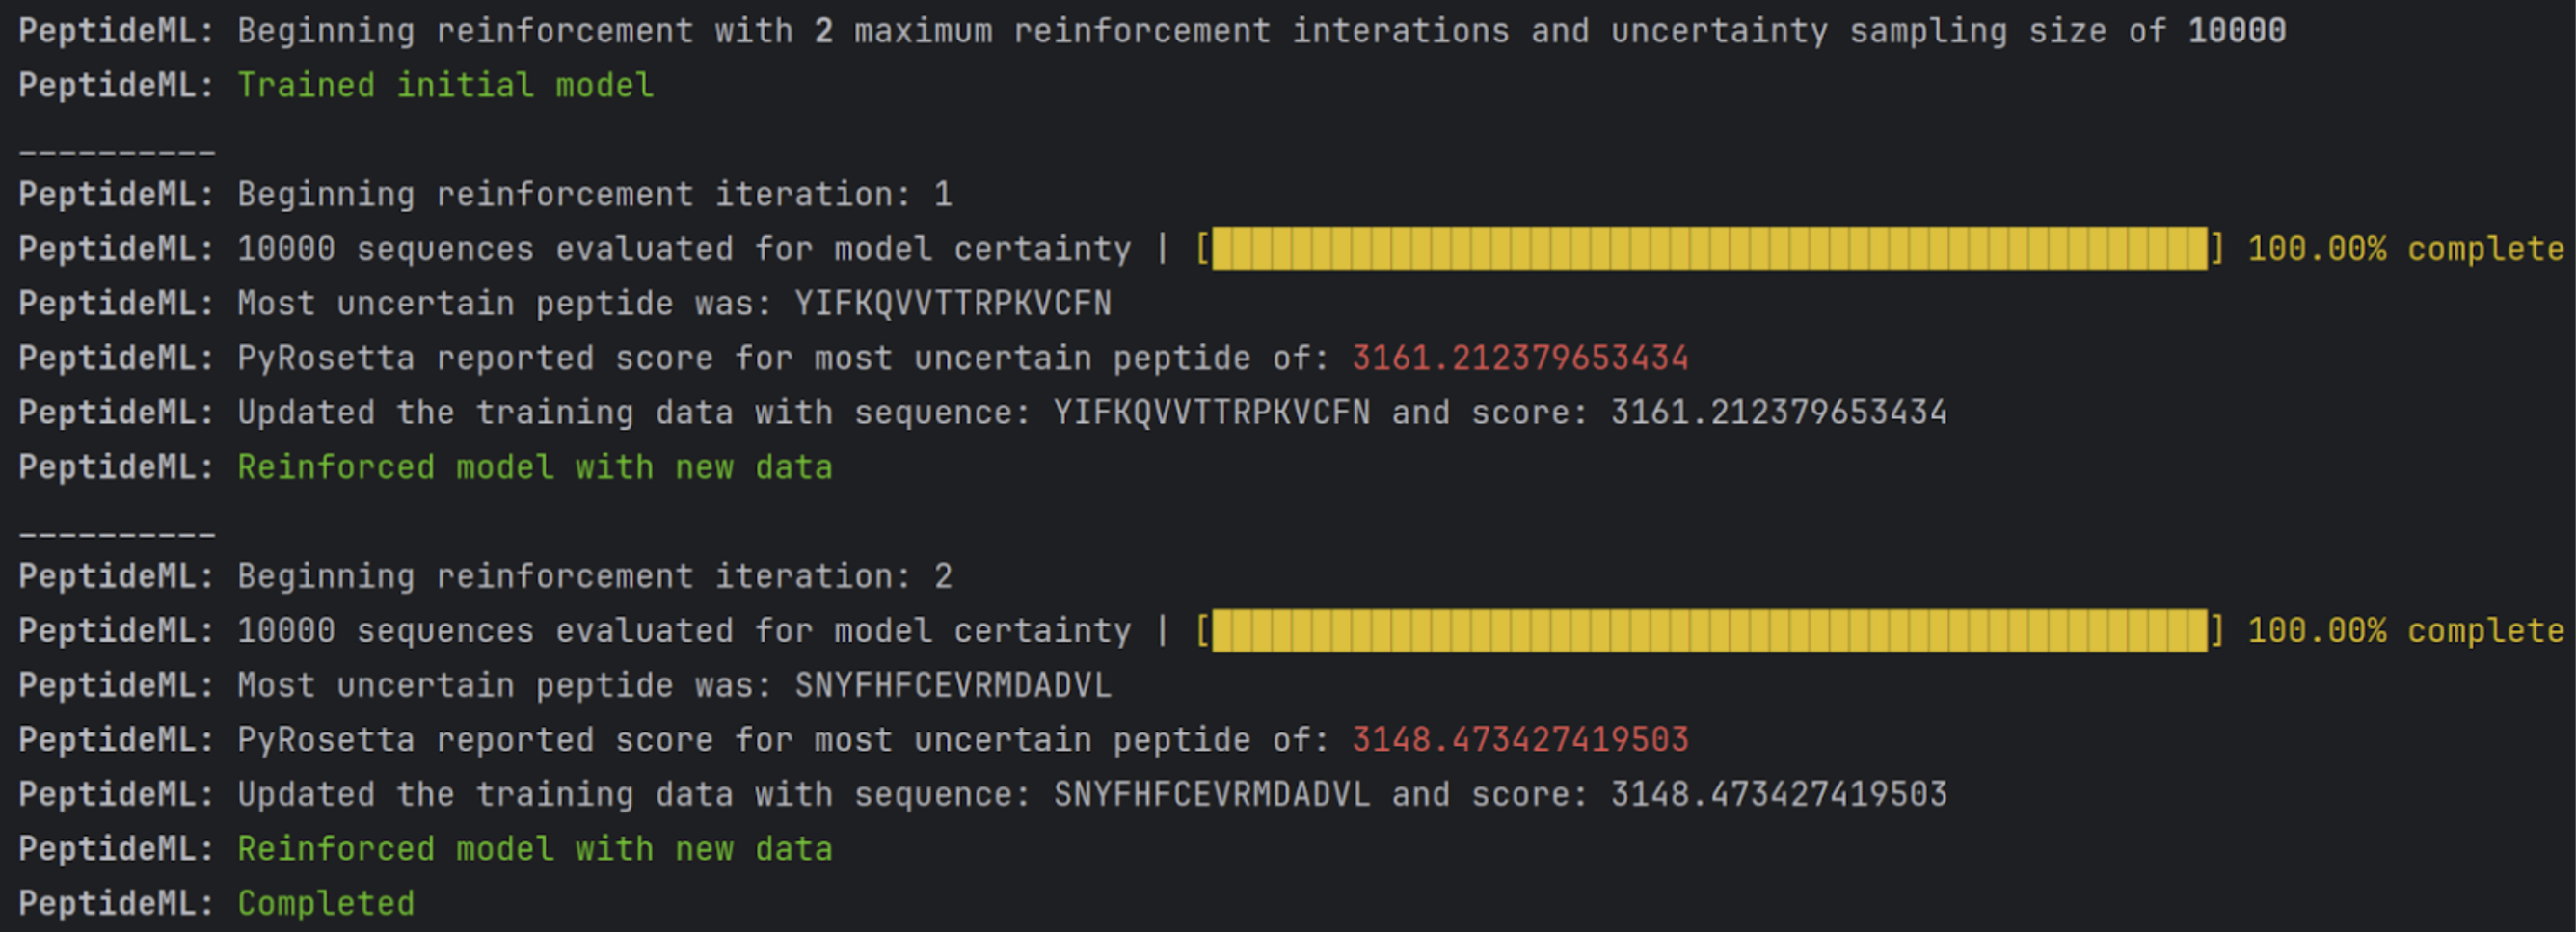 PeptideML: Beginning reinforcement with 2 maximum reinforcement interations and uncertainty sampling size of 10000
PeptideML: Trained initial model
----------
PeptideML: Beginning reinforcement iteration: 1
PeptideML: 10000 sequences evaluated for model certainty | [██████████████████████████████████████████████████] 100.00% complete
PeptideML: Most uncertain peptide was: YIFKQVVTTRPKVCFN
PeptideML: PyRosetta reported score for most uncertain peptide of: 3161.212379653434
PeptideML: Updated the training data with sequence: YIFKQVVTTRPKVCFN and score: 3161.212379653434
PeptideML: Reinforced model with new data
----------
PeptideML: Beginning reinforcement iteration: 2
PeptideML: 10000 sequences evaluated for model certainty | [██████████████████████████████████████████████████] 100.00% complete
PeptideML: Most uncertain peptide was: SNYFHFCEVRMDADVL
PeptideML: PyRosetta reported score for most uncertain peptide of: 3148.473427419503
PeptideML: Updated the training data with sequence: SNYFHFCEVRMDADVL and score: 3148.473427419503
PeptideML: Reinforced model with new data
PeptideML: Completed